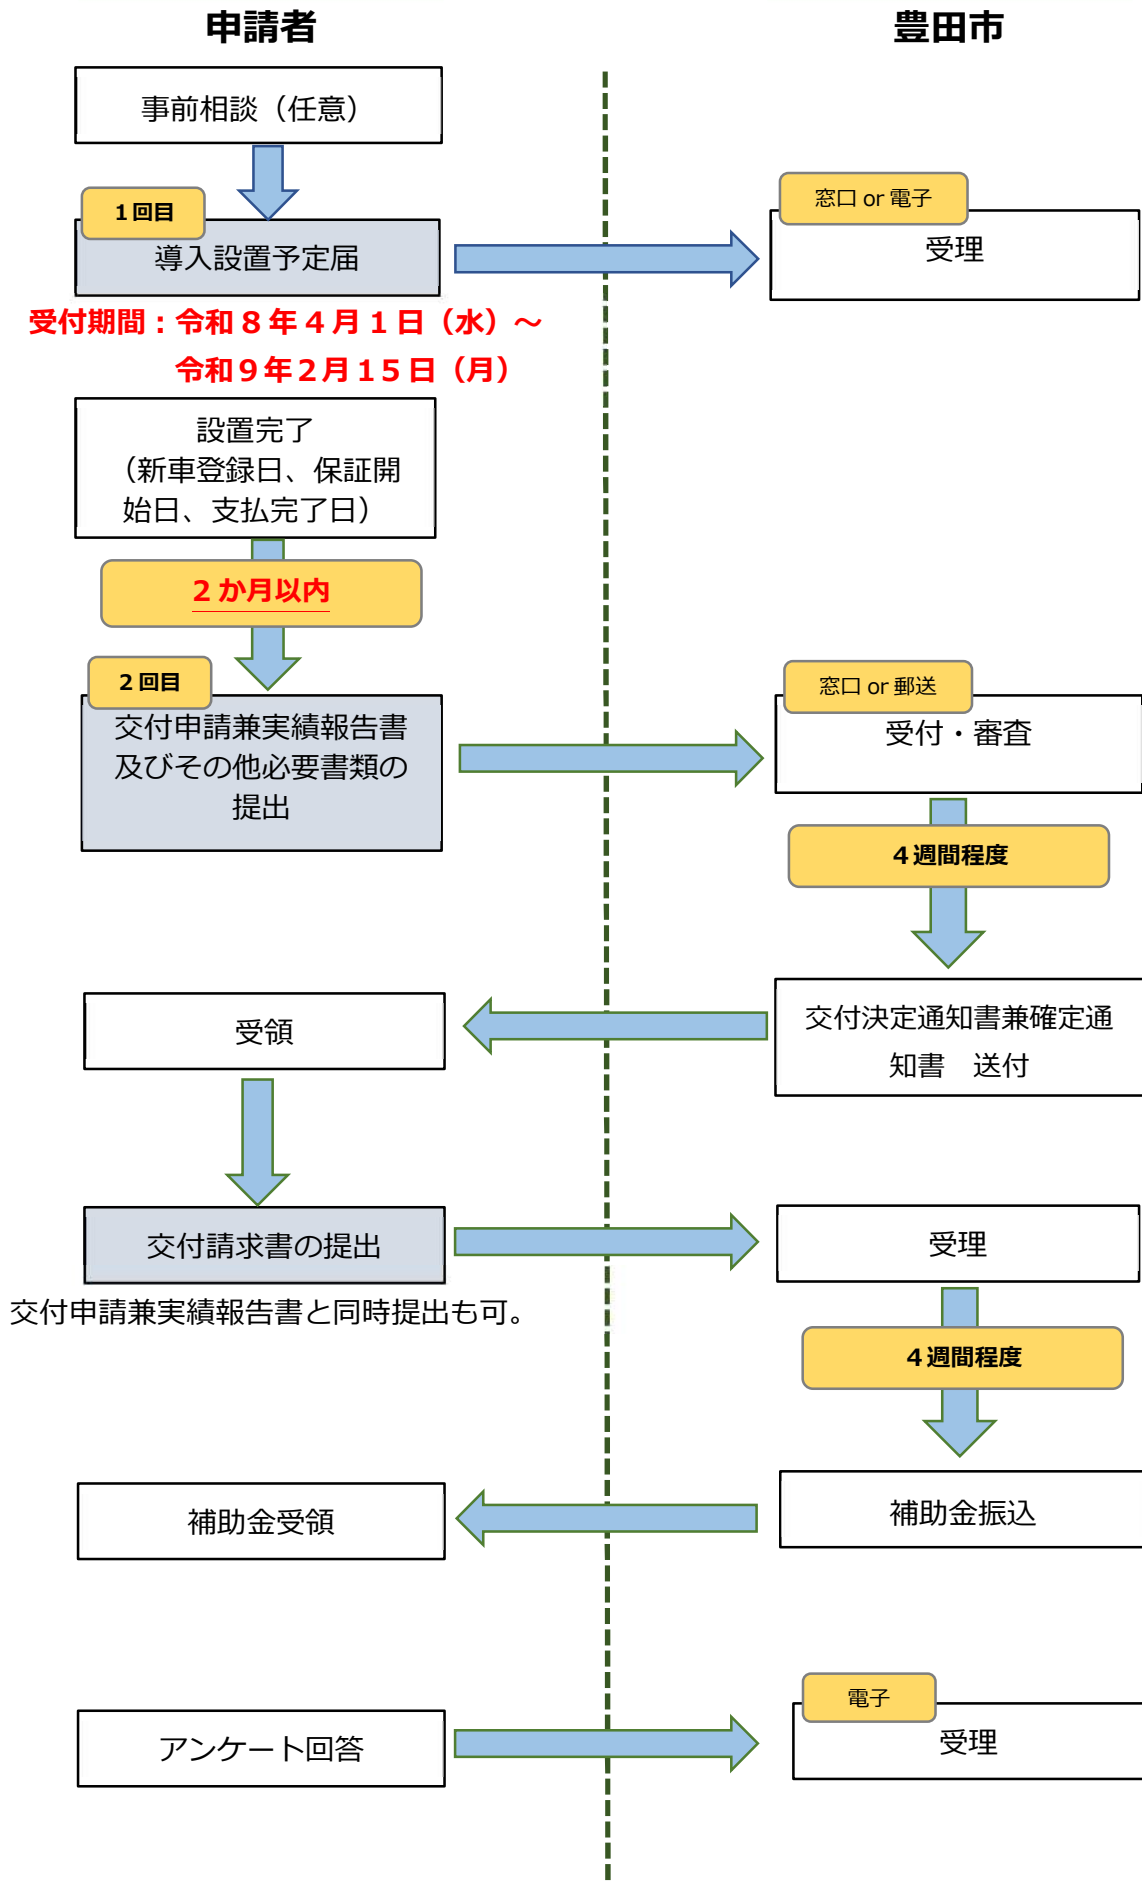 申請者
豊田市
事前相談（任意）
1回目
導入設置予定届
窓口 or 電子
受理
受付期間：令和８年４月１日（水）～
令和９年２月１５日（月）
設置完了
（新車登録日、保証開
始日、支払完了日）
２か月以内
2回目
交付申請兼実績報告書
及びその他必要書類の
提出
窓口 or 郵送
受付・審査
４週間程度
受領
交付決定通知書兼確定通
知書　送付
交付請求書の提出
受理
交付申請兼実績報告書と同時提出も可。
４週間程度
補助金受領
補助金振込
アンケート回答
電子
受理